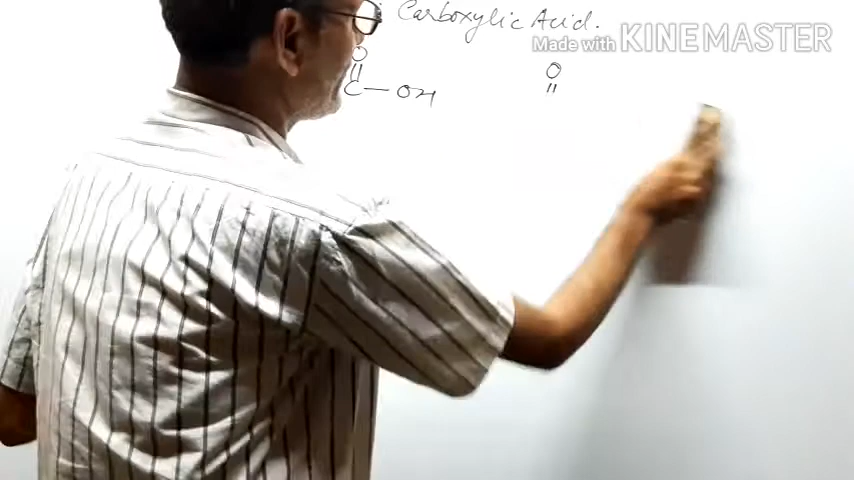 Carboxylic Acid.
Made with KINEMASTER
O O
|| ||
C — OH